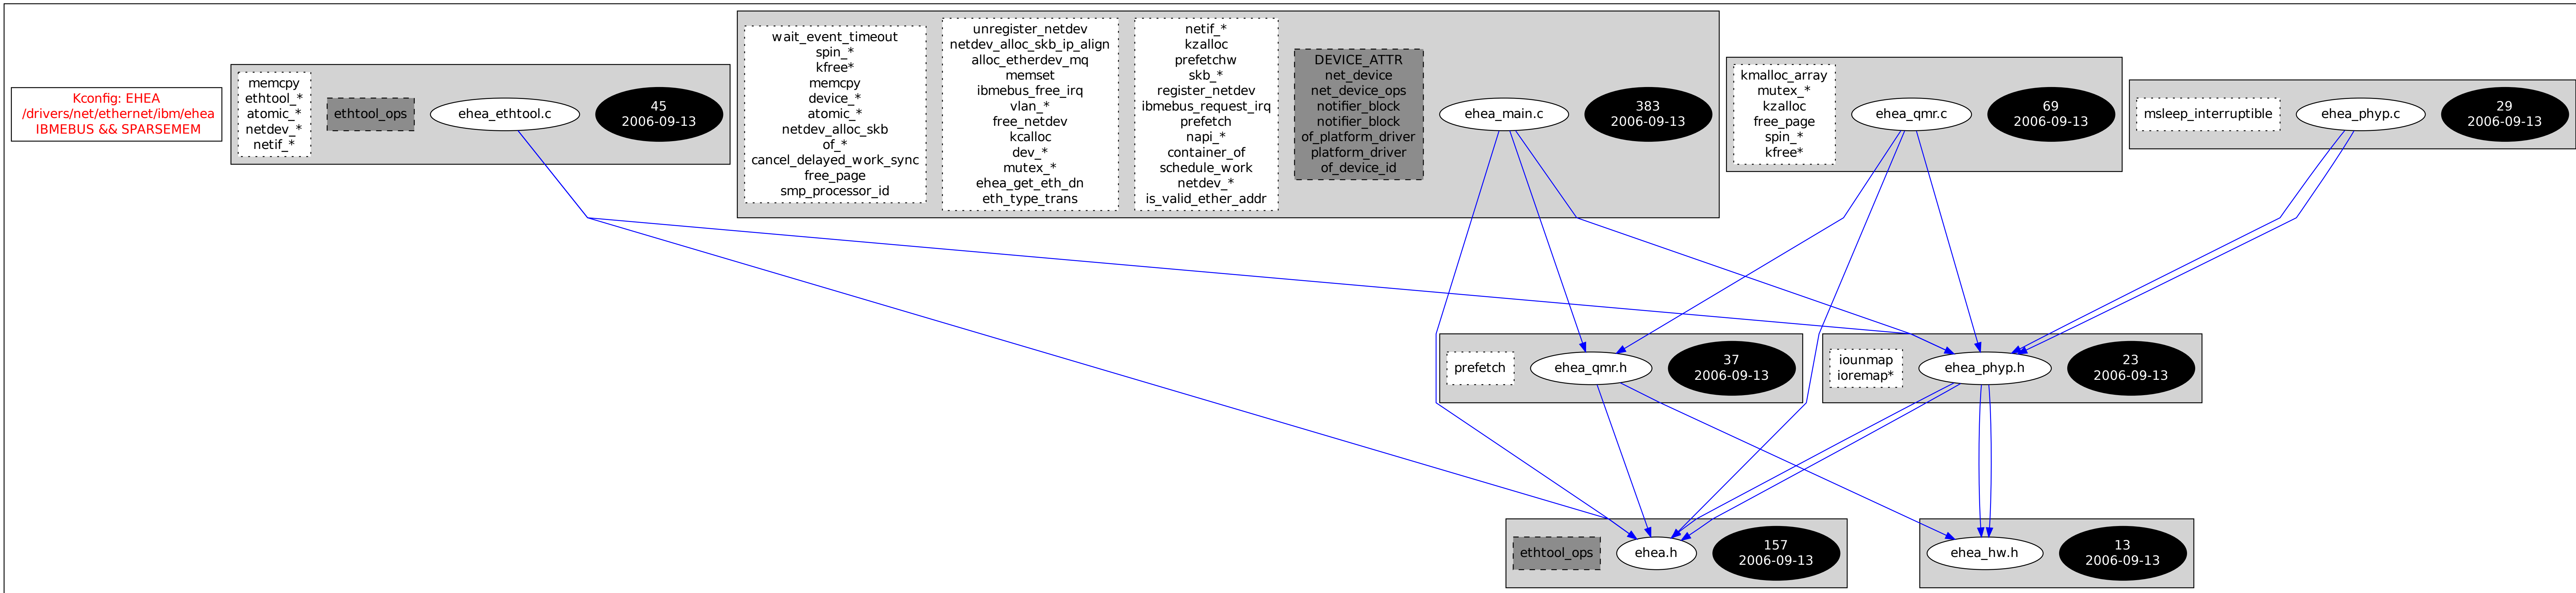 Kconfig: EHEA
/drivers/net/ethernet/ibm/ehea
IBMEBUS && SPARSEMEM
memcpy
ethtool_*
atomic_*
netdev_*
netif_*
ethtool_ops
ehea_ethtool.c
45
2006-09-13
wait_event_timeout
spin_*
kfree*
memcpy
device_*
atomic_*
netdev_alloc_skb
of_*
cancel_delayed_work_sync
free_page
smp_processor_id
unregister_netdev
netdev_alloc_skb_ip_align
alloc_etherdev_mq
memset
ibmebus_free_irq
vlan_*
free_netdev
kcalloc
dev_*
mutex_*
ehea_get_eth_dn
eth_type_trans
netif_*
kzalloc
prefetchw
skb_*
register_netdev
ibmebus_request_irq
prefetch
napi_*
container_of
schedule_work
netdev_*
is_valid_ether_addr
DEVICE_ATTR
net_device
net_device_ops
notifier_block
notifier_block
of_platform_driver
platform_driver
of_device_id
ehea_main.c
383
2006-09-13
kmalloc_array
mutex_*
kzalloc
free_page
spin_*
kfree*
ehea_qmr.c
69
2006-09-13
msleep_interruptible
ehea_phyp.c
29
2006-09-13
prefetch
ehea_qmr.h
37
2006-09-13
iounmap
ioremap*
ehea_phyp.h
23
2006-09-13
ethtool_ops
ehea.h
157
2006-09-13
ehea_hw.h
13
2006-09-13